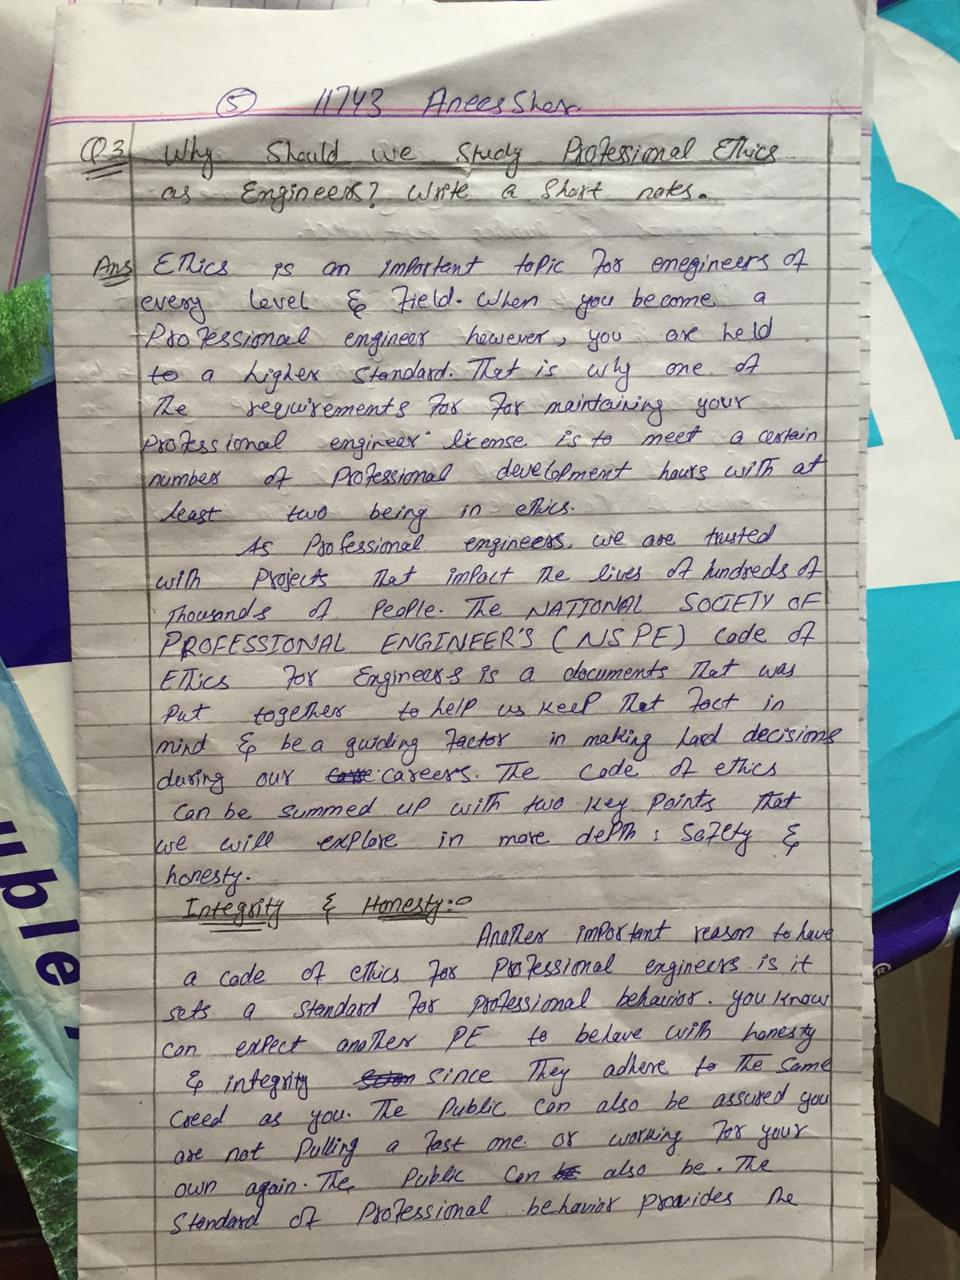 5 11743 Anees Sher.
Q3 Why Should we Study Professional Ethics
as Engineers? Write a short notes.
Ans Ethics is an important topic for emegineers of
every level & Field. When you become a
Professional engineer however, you are held
to a higher standard. That is why one of
the requirements for for maintaining your
professional engineer license is to meet a certain
number of Professional development hours with at
least two being in ethics.
As Professional engineers, we are trusted
with Projects that impact the lives of hundreds of
thousands of People. The NATIONAL SOCIETY OF
PROFESSIONAL ENGINEER'S (NSPE) Code of
Ethics for Engineers is a documents that was
put together to help us keep that fact in
mind & be a guiding factor in making hard decisions
during our careers. The code of ethics
can be summed up with two key points that
we will explore in more depth : Safety &
honesty.
Integrity & Honesty:-
Another important reason to have
a code of ethics for Professional engineers is it
sets a standard for professional behavior. you know
can expect another PE to behave with honesty
& integrity since they adhere to the same
creed as you. The Public can also be assured you
are not pulling a fast one or working for your
own again. The Public Can be also be. The
Standard of Professional behavior provides the
uble
®